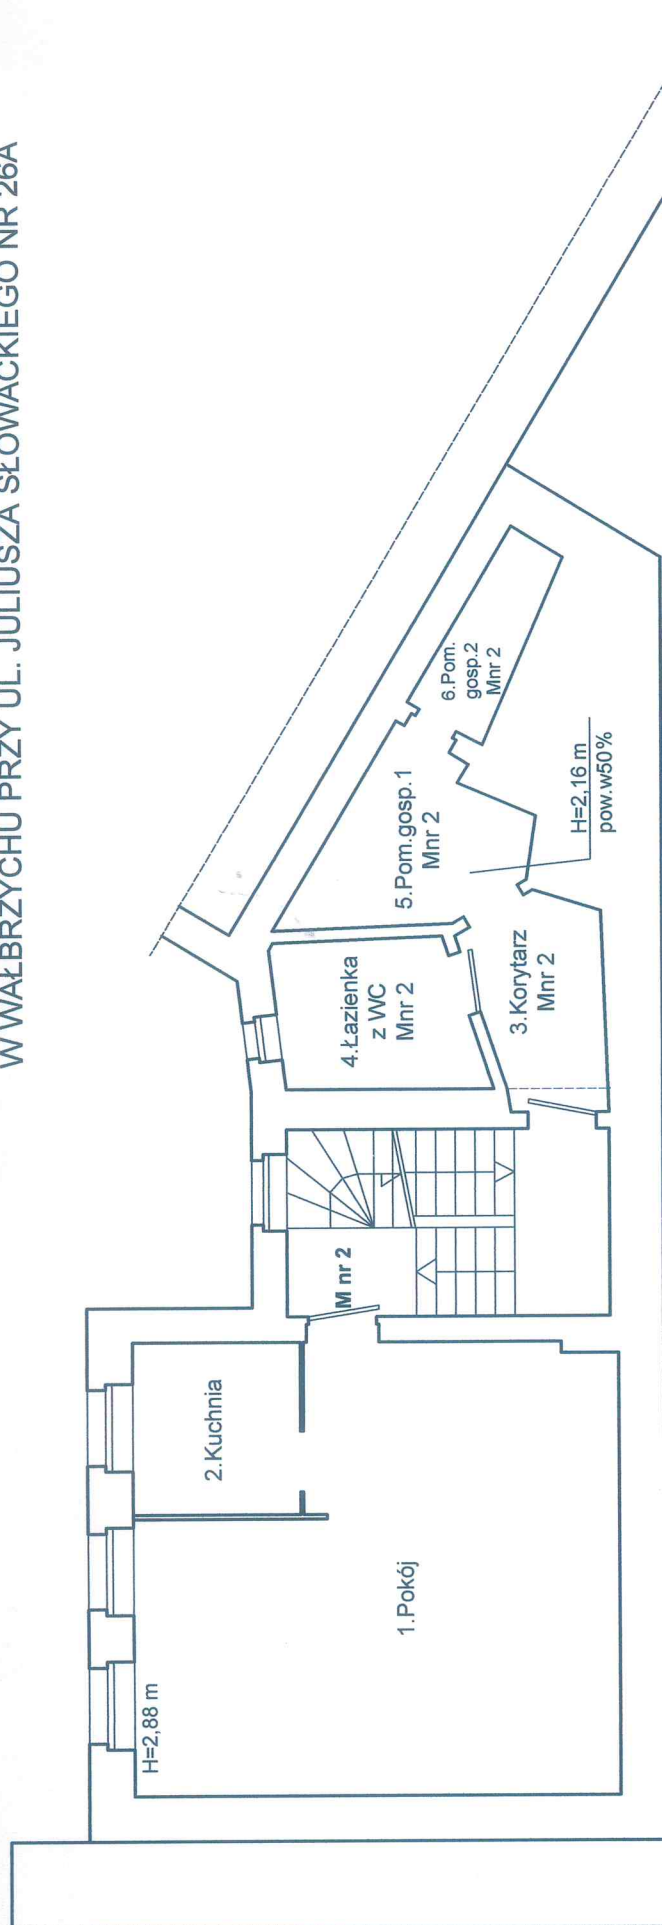 W WAŁBRZYCHU PRZY UL. JULIUSZA SŁOWACKIEGO NR 26A
H=2,88 m
2.Kuchnia
1.Pokój
M nr 2
4.Łazienka
z WC
Mnr 2
3.Korytarz
Mnr 2
5.Pom.gosp.1
Mnr 2
6.Pom.
gosp.2
Mnr 2
H=2,16 m
pow.w50%